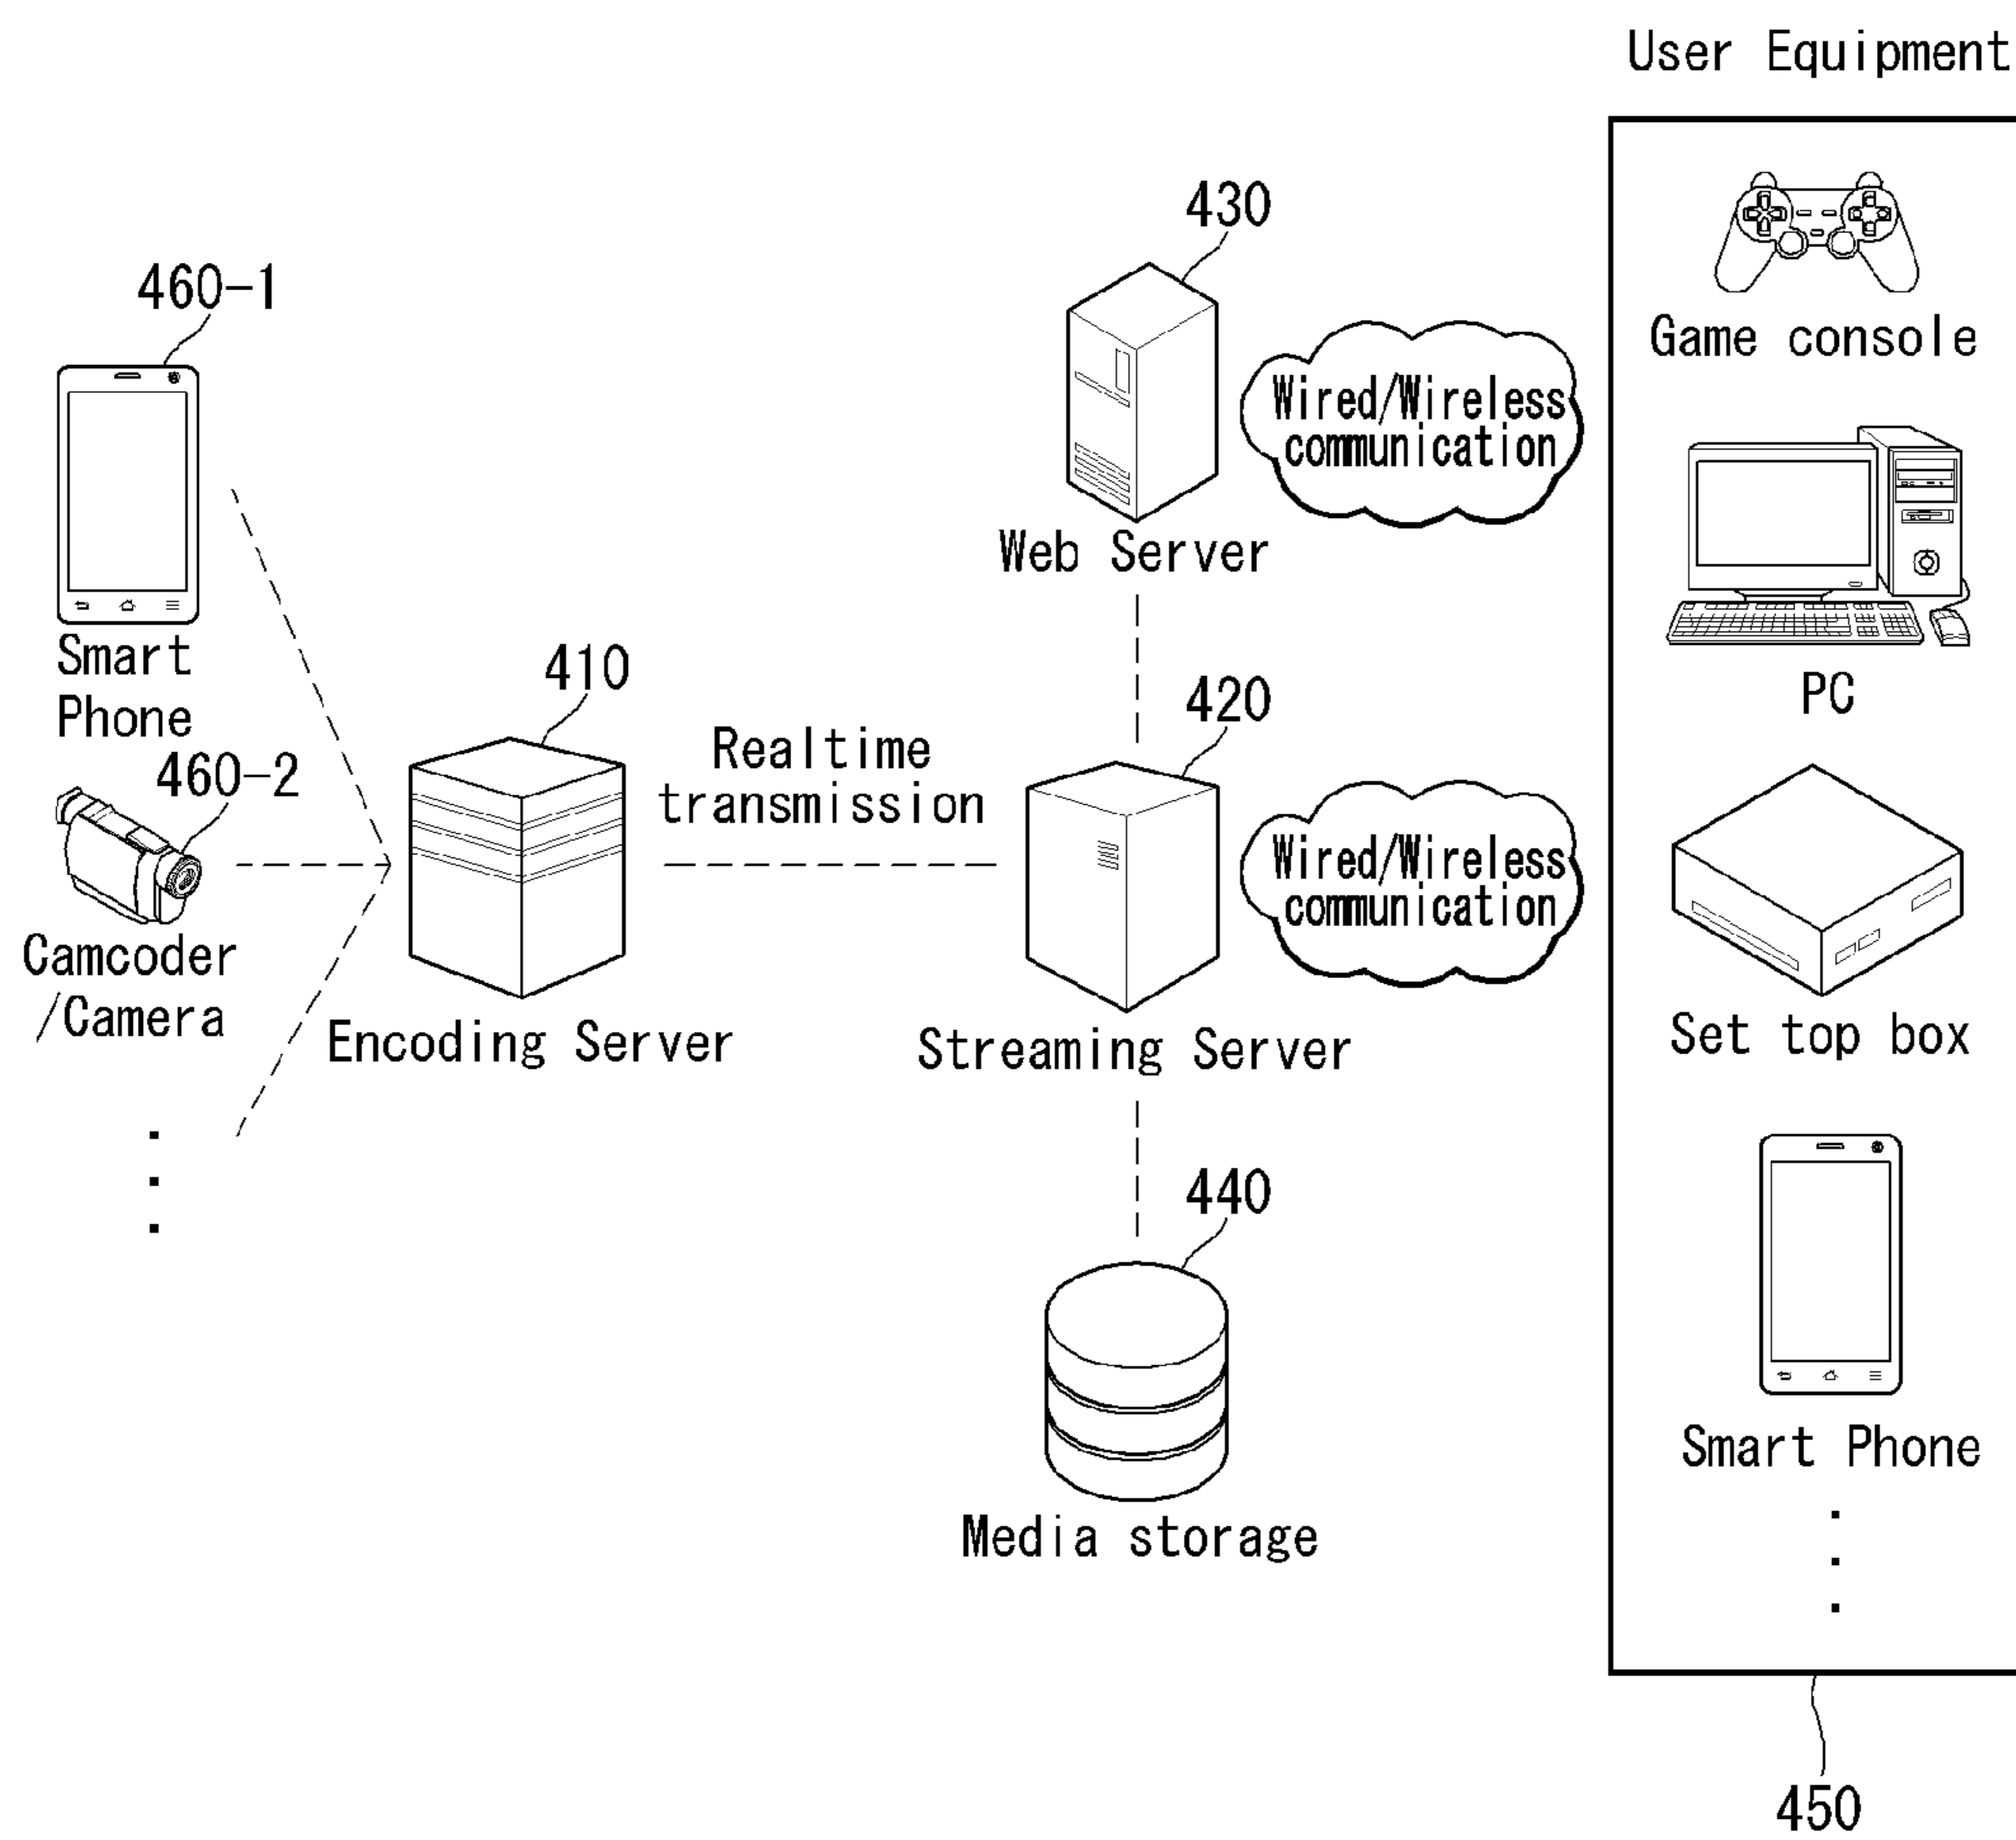 User Equipment
430
460-1
Game console
Wired/Wireless
communication
Web Server
Smart
Phone
410
420
PC
460-2
Realtime
transmission
Wired/Wireless
communication
Camcoder
/Camera
Encoding Server
Streaming Server
Set top box
440
Smart Phone
Media storage
450